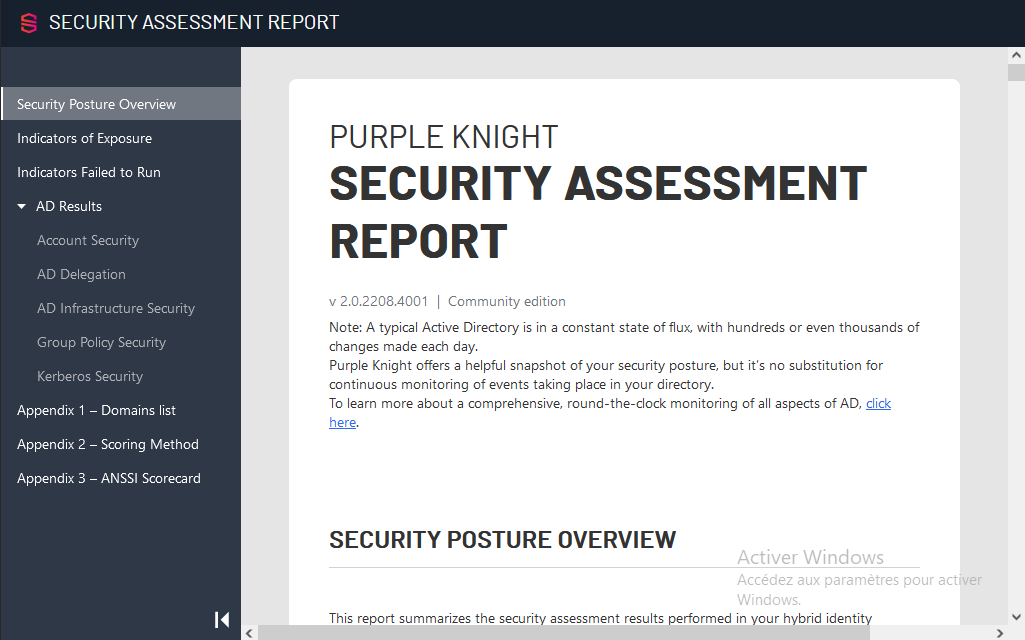 SECURITY ASSESSMENT REPORT
Security Posture Overview
Indicators of Exposure
Indicators Failed to Run
AD Results
Account Security
AD Delegation
AD Infrastructure Security
Group Policy Security
Kerberos Security
Appendix 1 – Domains list
Appendix 2 – Scoring Method
Appendix 3 – ANSSI Scorecard
PURPLE KNIGHT
SECURITY ASSESSMENT
REPORT
v 2.0.2208.4001 | Community edition
Note: A typical Active Directory is in a constant state of flux, with hundreds or even thousands of
changes made each day.
Purple Knight offers a helpful snapshot of your security posture, but it's no substitution for
continuous monitoring of events taking place in your directory.
To learn more about a comprehensive, round-the-clock monitoring of all aspects of AD, click
here.
SECURITY POSTURE OVERVIEW
Activer Windows
Accédez aux paramètres pour activer
Windows.
This report summarizes the security assessment results performed in your hybrid identity